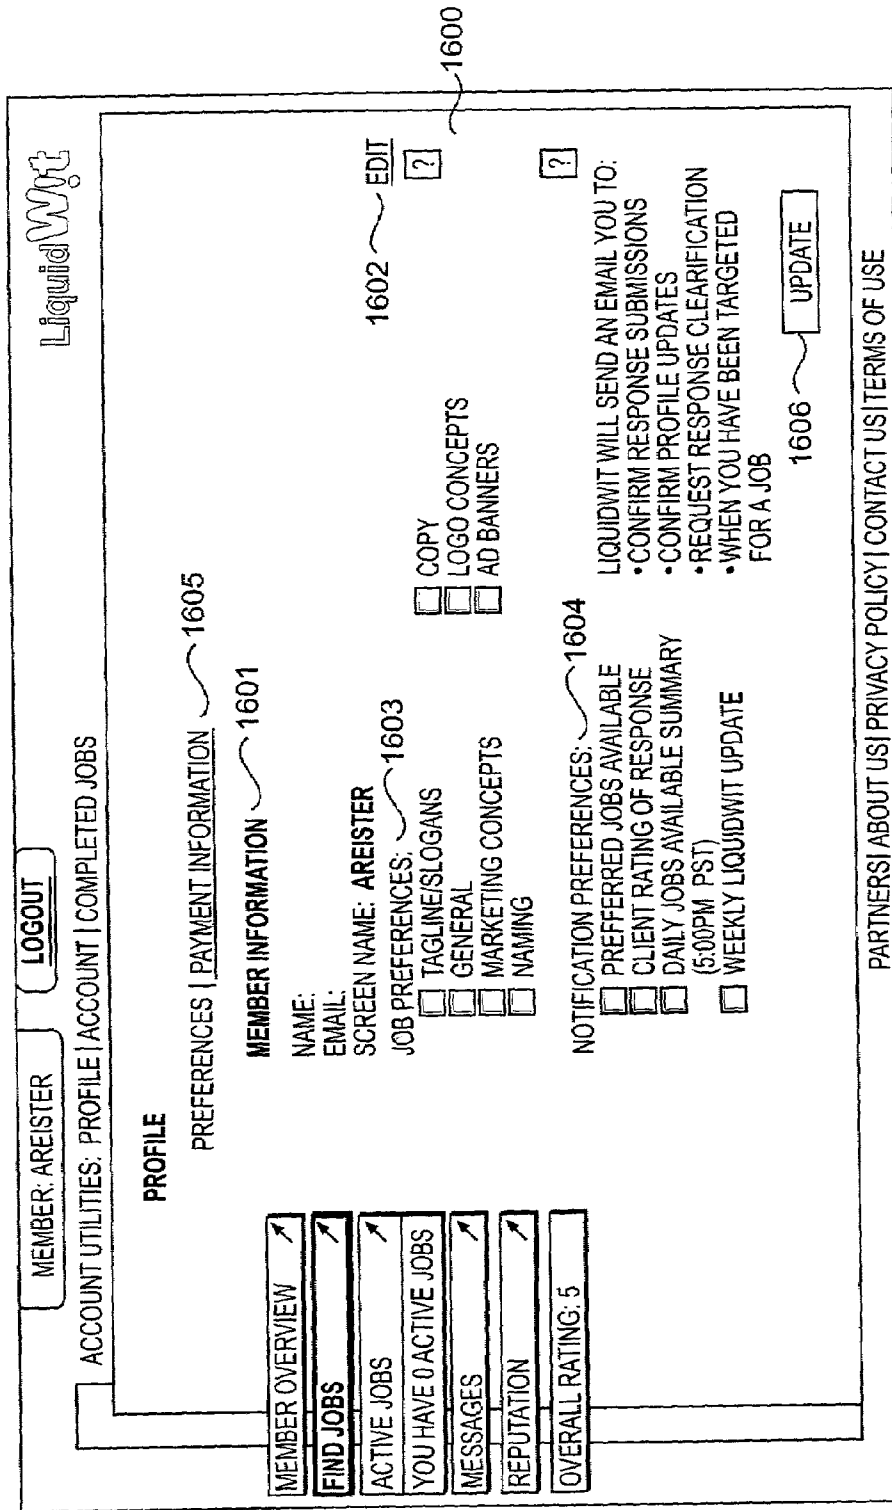 MEMBER: AREISTER
LOGOUT
LiquidWit
ACCOUNT UTILITIES: PROFILE | ACCOUNT | COMPLETED JOBS
PROFILE
PREFERENCES | PAYMENT INFORMATION 1605
MEMBER INFORMATION 1601
1602 EDIT
NAME:
EMAIL:
SCREEN NAME: AREISTER
JOB PREFERENCES: 1603
?
TAGLINE/SLOGANS
GENERAL
MARKETING CONCEPTS
NAMING
COPY
LOGO CONCEPTS
AD BANNERS
1600
NOTIFICATION PREFERENCES: 1604
?
PREFFERRED JOBS AVAILABLE
CLIENT RATING OF RESPONSE
DAILY JOBS AVAILABLE SUMMARY
(5:00PM PST)
WEEKLY LIQUIDWIT UPDATE
LIQUIDWIT WILL SEND AN EMAIL YOU TO:
• CONFIRM RESPONSE SUBMISSIONS
• CONFIRM PROFILE UPDATES
• REQUEST RESPONSE CLEARIFICATION
• WHEN YOU HAVE BEEN TARGETED
FOR A JOB
1606 UPDATE
MEMBER OVERVIEW
FIND JOBS
ACTIVE JOBS
YOU HAVE 0 ACTIVE JOBS
MESSAGES
REPUTATION
OVERALL RATING: 5
PARTNERS| ABOUT US| PRIVACY POLICY | CONTACT US|TERMS OF USE